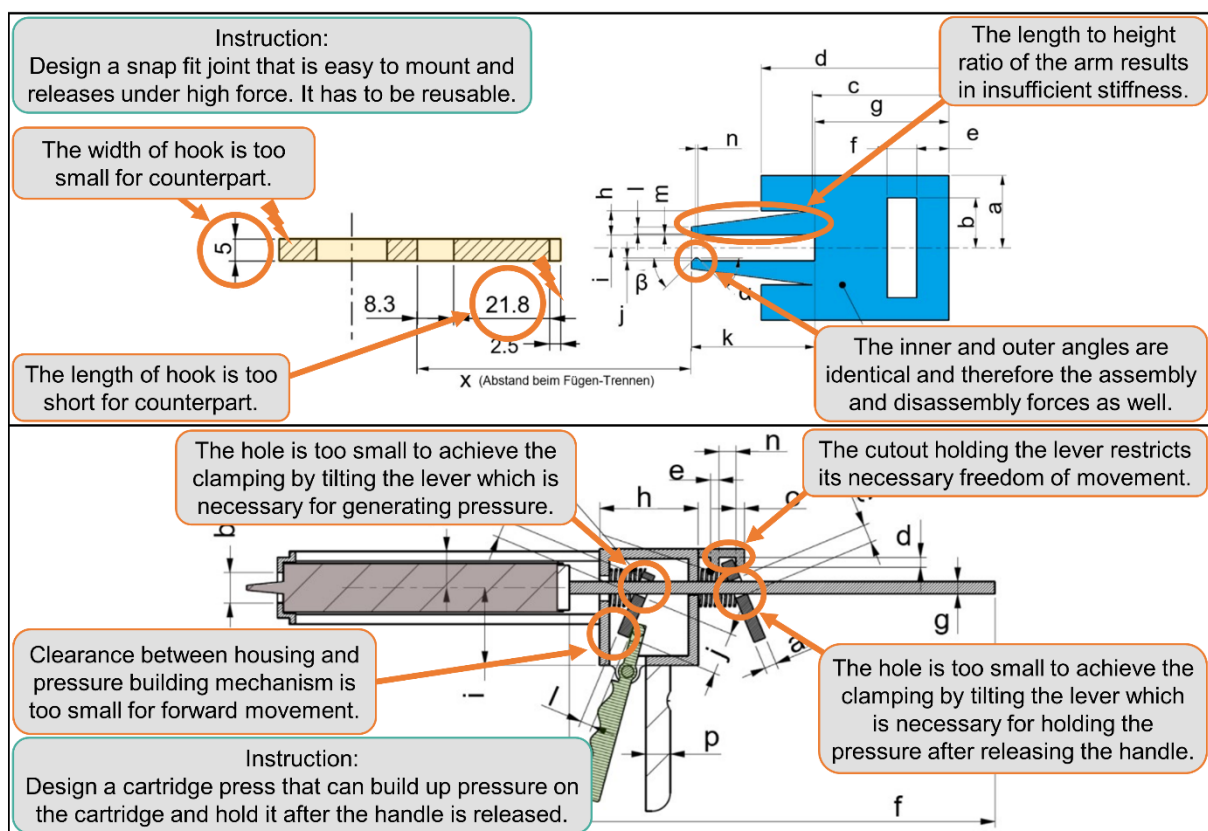 Instruction:
Design a snap fit joint that is easy to mount and
releases under high force. It has to be reusable.
The length to height
ratio of the arm results
in insufficient stiffness.
The width of hook is too
small for counterpart.
d
c
g
n
f
e
h
l
m
b
a
5
i
j
β
α
8.3
21.8
2.5
k
X (Abstand beim Fügen-Trennen)
The length of hook is too
short for counterpart.
The inner and outer angles are
identical and therefore the assembly
and disassembly forces as well.
The hole is too small to achieve the
clamping by tilting the lever which is
necessary for generating pressure.
n
The cutout holding the lever restricts
its necessary freedom of movement.
e
h
b
d
g
Clearance between housing and
pressure building mechanism is
too small for forward movement.
i
j
a
l
p
The hole is too small to achieve the
clamping by tilting the lever which
is necessary for holding the
pressure after releasing the handle.
Instruction:
Design a cartridge press that can build up pressure on
the cartridge and hold it after the handle is released.
f